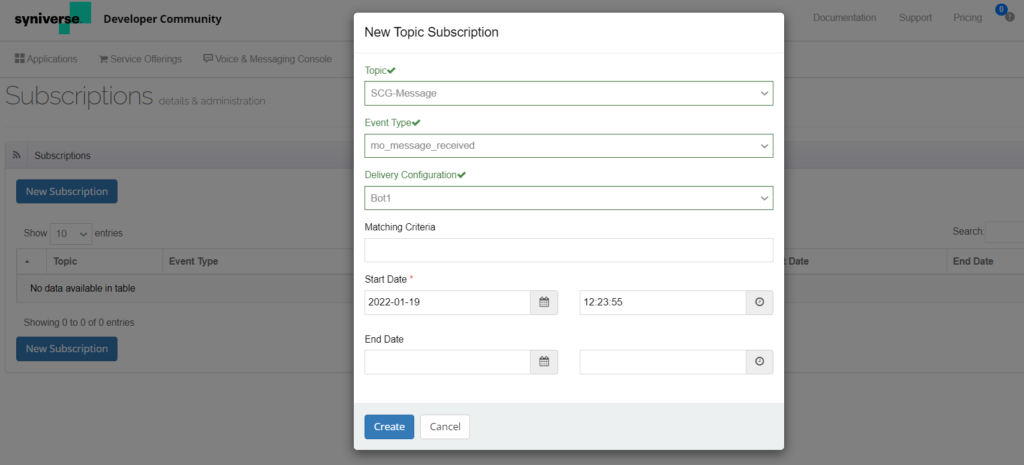 syniverse Developer Community
Documentation Support Pricing 0
Applications Service Offerings Voice & Messaging Console
Subscriptions details & administration
Subscriptions
New Subscription
Show 10 entries
Search:
Topic Event Type Date End Date
No data available in table
Showing 0 to 0 of 0 entries
New Subscription
New Topic Subscription
Topic
SCG-Message
Event Type
mo_message_received
Delivery Configuration
Bot1
Matching Criteria
Start Date *
2022-01-19 12:23:55
End Date
Create Cancel